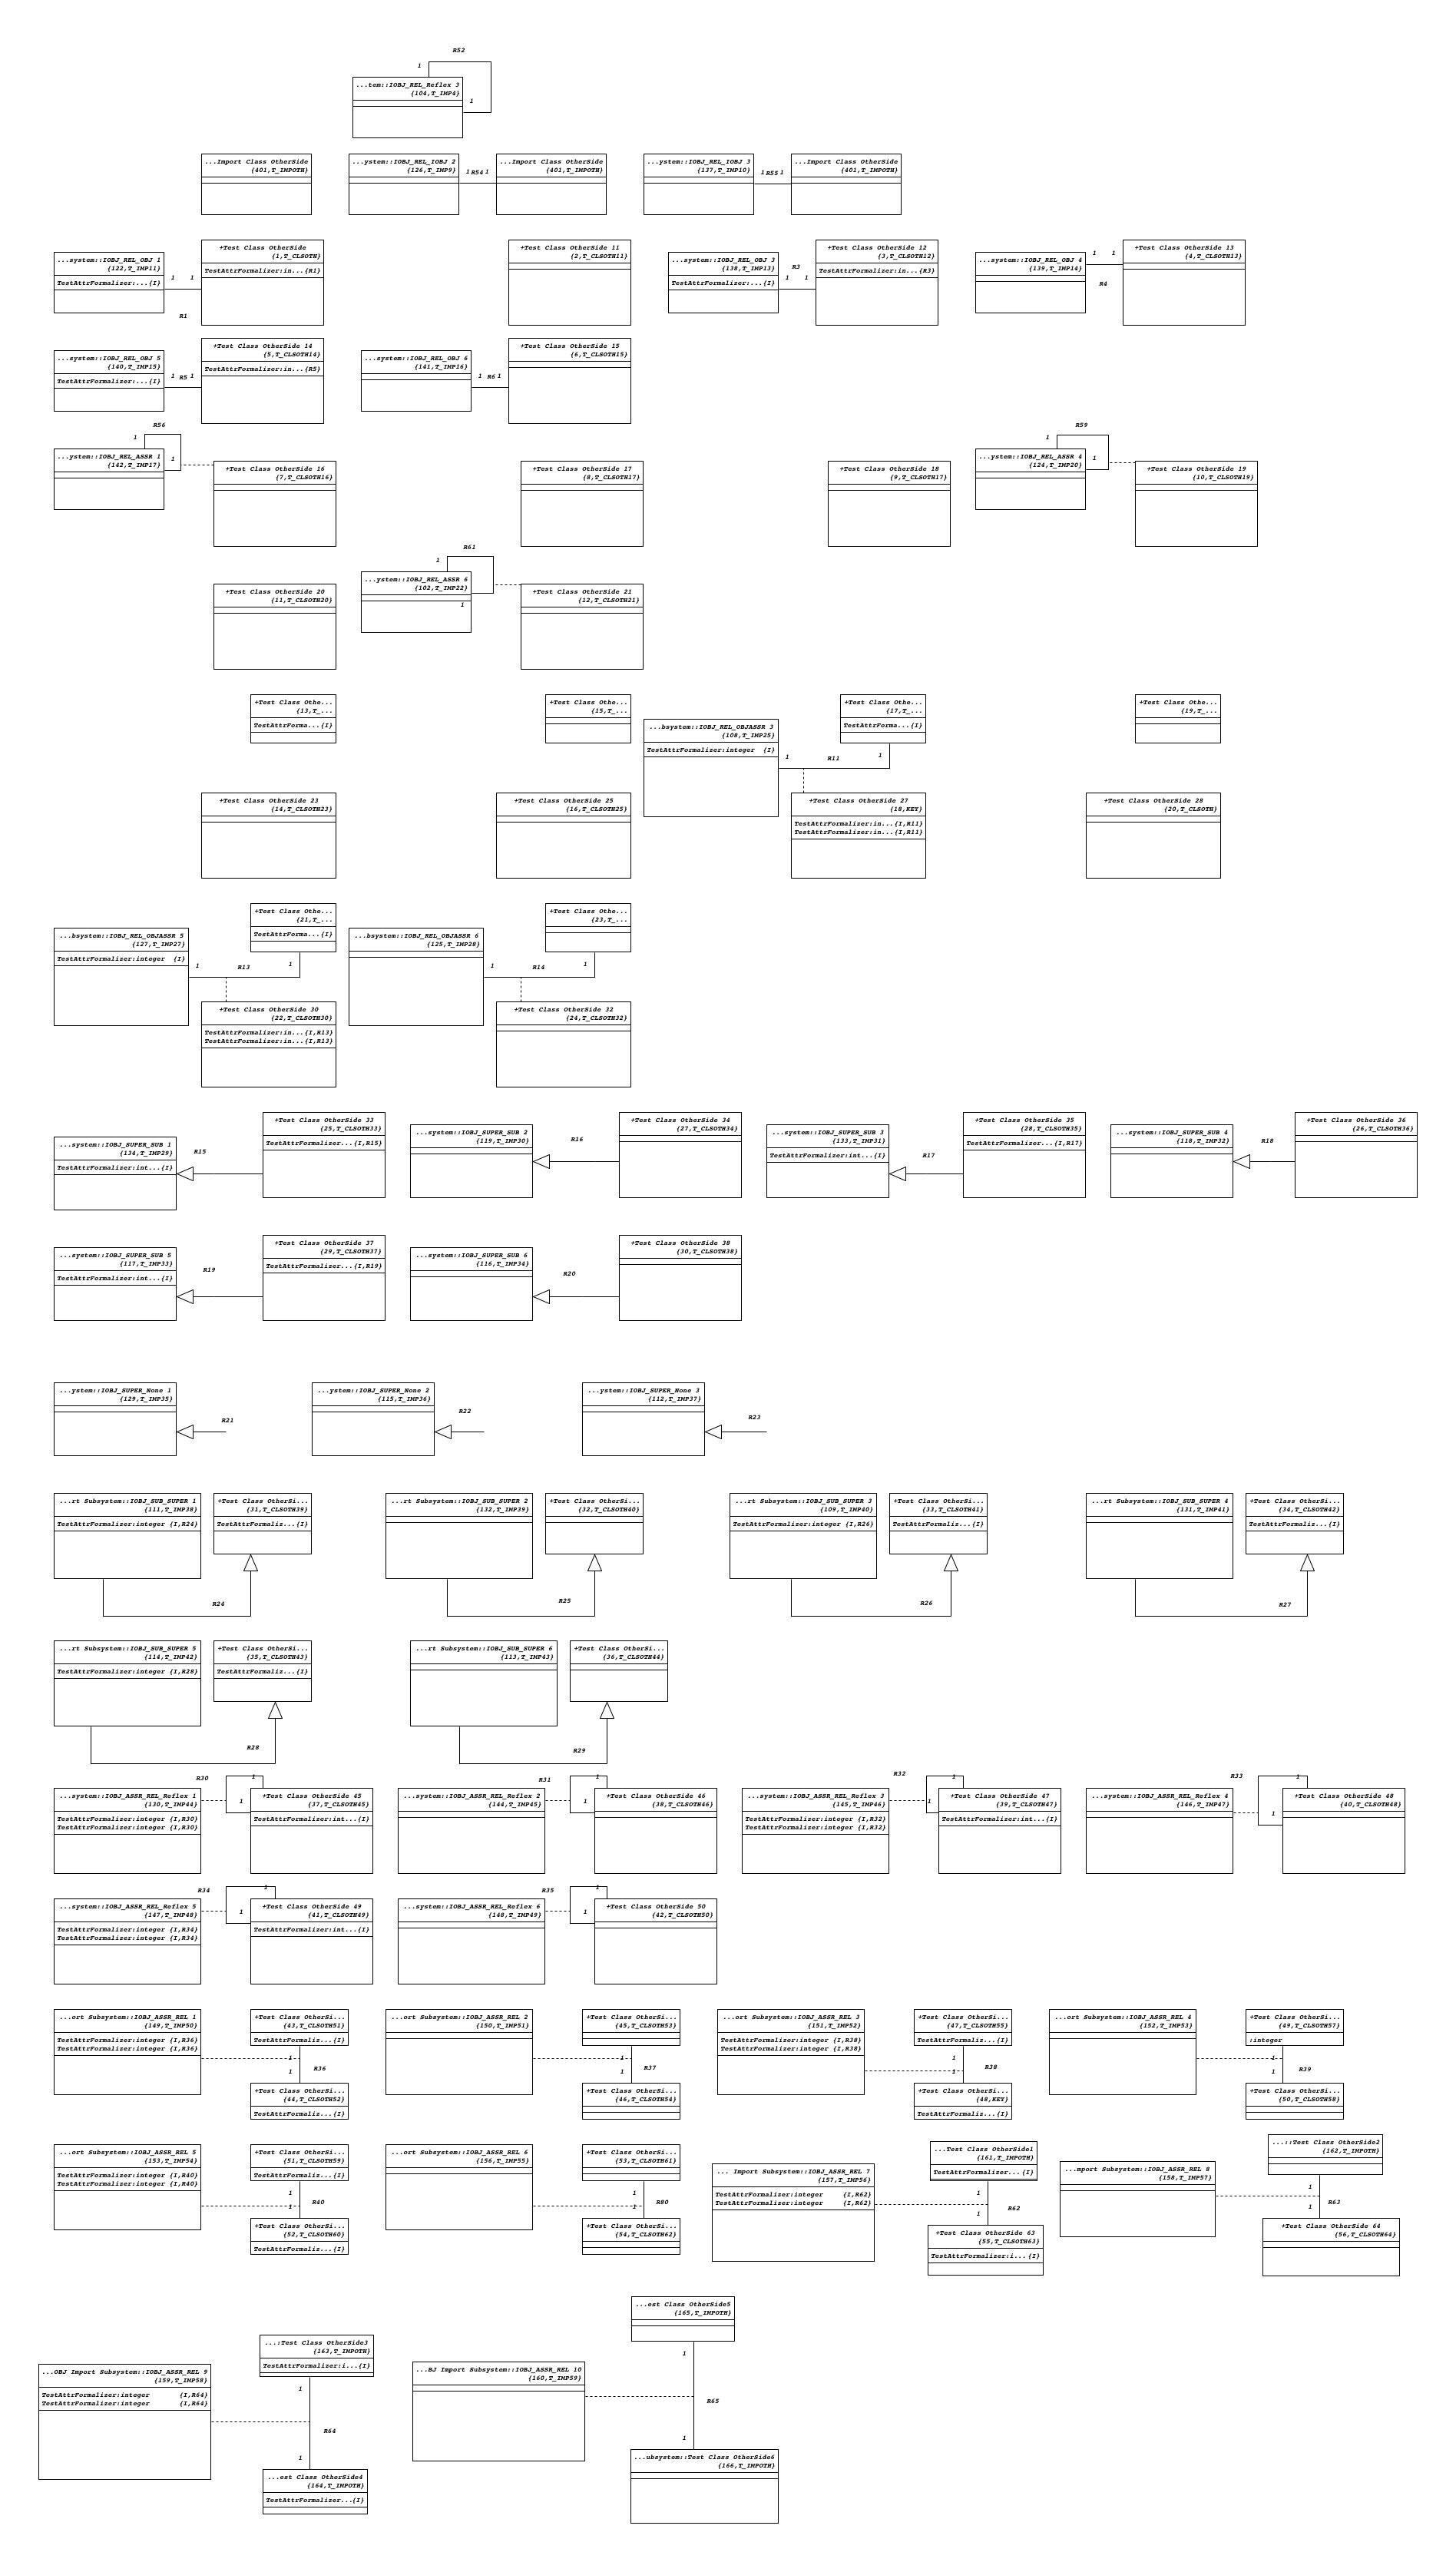 R52
1
...tem::IOBJ_REL_Reflex 3
{104,T_IMP4}
1
...Import Class OtherSide
{401,T_IMPOTH}
...ystem::IOBJ_REL_IOBJ 2
{126,T_IMP9}
1 R54 1
...Import Class OtherSide
{401,T_IMPOTH}
...ystem::IOBJ_REL_IOBJ 3
{137,T_IMP10}
1 R55 1
...Import Class OtherSide
{401,T_IMPOTH}
...system::IOBJ_REL_OBJ 1
{122,T_IMP11}
TestAttrFormalizer:...{I}
1 1
R1
+Test Class OtherSide
{1,T_CLSOTH}
TestAttrFormalizer:in...{R1}
+Test Class OtherSide 11
{2,T_CLSOTH11}
...system::IOBJ_REL_OBJ 3
{138,T_IMP13}
TestAttrFormalizer:...{I}
R3
1 1
+Test Class OtherSide 12
{3,T_CLSOTH12}
TestAttrFormalizer:in...{R3}
...system::IOBJ_REL_OBJ 4
{139,T_IMP14}
1 1
R4
+Test Class OtherSide 13
{4,T_CLSOTH13}
...system::IOBJ_REL_OBJ 5
{140,T_IMP15}
TestAttrFormalizer:...{I}
1 R5 1
+Test Class OtherSide 14
{5,T_CLSOTH14}
TestAttrFormalizer:in...{R5}
...system::IOBJ_REL_OBJ 6
{141,T_IMP16}
1 R6 1
+Test Class OtherSide 15
{6,T_CLSOTH15}
R56
1
...ystem::IOBJ_REL_ASSR 1
{142,T_IMP17}
1
+Test Class OtherSide 16
{7,T_CLSOTH16}
+Test Class OtherSide 17
{8,T_CLSOTH17}
+Test Class OtherSide 18
{9,T_CLSOTH17}
R59
1
...ystem::IOBJ_REL_ASSR 4
{124,T_IMP20}
1
+Test Class OtherSide 19
{10,T_CLSOTH19}
+Test Class OtherSide 20
{11,T_CLSOTH20}
R61
1
...ystem::IOBJ_REL_ASSR 6
{102,T_IMP22}
1
+Test Class OtherSide 21
{12,T_CLSOTH21}
+Test Class Othe...
{13,T_...
TestAttrForma...{I}
+Test Class Othe...
{15,T_...
...bsystem::IOBJ_REL_OBJASSR 3
{108,T_IMP25}
TestAttrFormalizer:integer {I}
+Test Class Othe...
{17,T_...
TestAttrForma...{I}
1 R11 1
+Test Class Othe...
{19,T_...
+Test Class OtherSide 23
{14,T_CLSOTH23}
+Test Class OtherSide 25
{16,T_CLSOTH25}
+Test Class OtherSide 27
{18,KEY}
TestAttrFormalizer:in...{I,R11}
TestAttrFormalizer:in...{I,R11}
+Test Class OtherSide 28
{20,T_CLSOTH}
...bsystem::IOBJ_REL_OBJASSR 5
{127,T_IMP27}
TestAttrFormalizer:integer {I}
+Test Class Othe...
{21,T_...
TestAttrForma...{I}
1 R13 1
...bsystem::IOBJ_REL_OBJASSR 6
{125,T_IMP28}
+Test Class Othe...
{23,T_...
1 R14 1
+Test Class OtherSide 30
{22,T_CLSOTH30}
TestAttrFormalizer:in...{I,R13}
TestAttrFormalizer:in...{I,R13}
+Test Class OtherSide 32
{24,T_CLSOTH32}
...system::IOBJ_SUPER_SUB 1
{134,T_IMP29}
TestAttrFormalizer:int...{I}
R15
+Test Class OtherSide 33
{25,T_CLSOTH33}
TestAttrFormalizer...{I,R15}
...system::IOBJ_SUPER_SUB 2
{119,T_IMP30}
R16
+Test Class OtherSide 34
{27,T_CLSOTH34}
...system::IOBJ_SUPER_SUB 3
{133,T_IMP31}
TestAttrFormalizer:int...{I}
R17
+Test Class OtherSide 35
{28,T_CLSOTH35}
TestAttrFormalizer...{I,R17}
...system::IOBJ_SUPER_SUB 4
{118,T_IMP32}
R18
+Test Class OtherSide 36
{26,T_CLSOTH36}
...system::IOBJ_SUPER_SUB 5
{117,T_IMP33}
TestAttrFormalizer:int...{I}
R19
+Test Class OtherSide 37
{29,T_CLSOTH37}
TestAttrFormalizer...{I,R19}
...system::IOBJ_SUPER_SUB 6
{116,T_IMP34}
R20
+Test Class OtherSide 38
{30,T_CLSOTH38}
...ystem::IOBJ_SUPER_None 1
{129,T_IMP35}
R21
...ystem::IOBJ_SUPER_None 2
{115,T_IMP36}
R22
...ystem::IOBJ_SUPER_None 3
{112,T_IMP37}
R23
...rt Subsystem::IOBJ_SUB_SUPER 1
{111,T_IMP38}
TestAttrFormalizer:integer {I,R24}
+Test Class OtherSi...
{31,T_CLSOTH39}
TestAttrFormaliz...{I}
R24
...rt Subsystem::IOBJ_SUB_SUPER 2
{132,T_IMP39}
+Test Class OtherSi...
{32,T_CLSOTH40}
TestAttrFormaliz...{I}
R25
...rt Subsystem::IOBJ_SUB_SUPER 3
{109,T_IMP40}
TestAttrFormalizer:integer {I,R26}
+Test Class OtherSi...
{33,T_CLSOTH41}
TestAttrFormaliz...{I}
R26
...rt Subsystem::IOBJ_SUB_SUPER 4
{131,T_IMP41}
+Test Class OtherSi...
{34,T_CLSOTH42}
TestAttrFormaliz...{I}
R27
...rt Subsystem::IOBJ_SUB_SUPER 5
{114,T_IMP42}
TestAttrFormalizer:integer {I,R28}
+Test Class OtherSi...
{35,T_CLSOTH43}
TestAttrFormaliz...{I}
R28
...rt Subsystem::IOBJ_SUB_SUPER 6
{113,T_IMP43}
+Test Class OtherSi...
{36,T_CLSOTH44}
R29
R30 1
...system::IOBJ_ASSR_REL_Reflex 1
{130,T_IMP44}
TestAttrFormalizer:integer {I,R30}
TestAttrFormalizer:integer {I,R30}
1
+Test Class OtherSide 45
{37,T_CLSOTH45}
TestAttrFormalizer:int...{I}
R31 1
...system::IOBJ_ASSR_REL_Reflex 2
{144,T_IMP45}
1
+Test Class OtherSide 46
{38,T_CLSOTH46}
R32 1
...system::IOBJ_ASSR_REL_Reflex 3
{145,T_IMP46}
TestAttrFormalizer:integer {I,R32}
TestAttrFormalizer:integer {I,R32}
1
+Test Class OtherSide 47
{39,T_CLSOTH47}
TestAttrFormalizer:int...{I}
R33 1
...system::IOBJ_ASSR_REL_Reflex 4
{146,T_IMP47}
1
+Test Class OtherSide 48
{40,T_CLSOTH48}
R34 1
...system::IOBJ_ASSR_REL_Reflex 5
{147,T_IMP48}
TestAttrFormalizer:integer {I,R34}
TestAttrFormalizer:integer {I,R34}
1
+Test Class OtherSide 49
{41,T_CLSOTH49}
TestAttrFormalizer:int...{I}
R35 1
...system::IOBJ_ASSR_REL_Reflex 6
{148,T_IMP49}
1
+Test Class OtherSide 50
{42,T_CLSOTH50}
...ort Subsystem::IOBJ_ASSR_REL 1
{149,T_IMP50}
TestAttrFormalizer:integer {I,R36}
TestAttrFormalizer:integer {I,R36}
+Test Class OtherSi...
{43,T_CLSOTH51}
TestAttrFormaliz...{I}
1
1 R36
+Test Class OtherSi...
{44,T_CLSOTH52}
TestAttrFormaliz...{I}
...ort Subsystem::IOBJ_ASSR_REL 2
{150,T_IMP51}
+Test Class OtherSi...
{45,T_CLSOTH53}
1
1 R37
+Test Class OtherSi...
{46,T_CLSOTH54}
...ort Subsystem::IOBJ_ASSR_REL 3
{151,T_IMP52}
TestAttrFormalizer:integer {I,R38}
TestAttrFormalizer:integer {I,R38}
+Test Class OtherSi...
{47,T_CLSOTH55}
TestAttrFormaliz...{I}
1
1 R38
+Test Class OtherSi...
{48,KEY}
TestAttrFormaliz...{I}
...ort Subsystem::IOBJ_ASSR_REL 4
{152,T_IMP53}
+Test Class OtherSi...
{49,T_CLSOTH57}
:integer
1
1 R39
+Test Class OtherSi...
{50,T_CLSOTH58}
...ort Subsystem::IOBJ_ASSR_REL 5
{153,T_IMP54}
TestAttrFormalizer:integer {I,R40}
TestAttrFormalizer:integer {I,R40}
+Test Class OtherSi...
{51,T_CLSOTH59}
TestAttrFormaliz...{I}
1
1 R40
+Test Class OtherSi...
{52,T_CLSOTH60}
TestAttrFormaliz...{I}
...ort Subsystem::IOBJ_ASSR_REL 6
{156,T_IMP55}
+Test Class OtherSi...
{53,T_CLSOTH61}
1
1 R80
+Test Class OtherSi...
{54,T_CLSOTH62}
... Import Subsystem::IOBJ_ASSR_REL 7
{157,T_IMP56}
TestAttrFormalizer:integer {I,R62}
TestAttrFormalizer:integer {I,R62}
...Test Class OtherSide1
{161,T_IMPOTH}
TestAttrFormalizer...{I}
1
R62
1
+Test Class OtherSide 63
{55,T_CLSOTH63}
TestAttrFormalizer:i...{I}
...mport Subsystem::IOBJ_ASSR_REL 8
{158,T_IMP57}
...::Test Class OtherSide2
{162,T_IMPOTH}
1
R63
1
+Test Class OtherSide 64
{56,T_CLSOTH64}
...OBJ Import Subsystem::IOBJ_ASSR_REL 9
{159,T_IMP58}
TestAttrFormalizer:integer {I,R64}
TestAttrFormalizer:integer {I,R64}
...:Test Class OtherSide3
{163,T_IMPOTH}
TestAttrFormalizer:i...{I}
1
R64
1
...est Class OtherSide4
{164,T_IMPOTH}
TestAttrFormalizer...{I}
...BJ Import Subsystem::IOBJ_ASSR_REL 10
{160,T_IMP59}
...est Class OtherSide5
{165,T_IMPOTH}
1
R65
1
...ubsystem::Test Class OtherSide6
{166,T_IMPOTH}